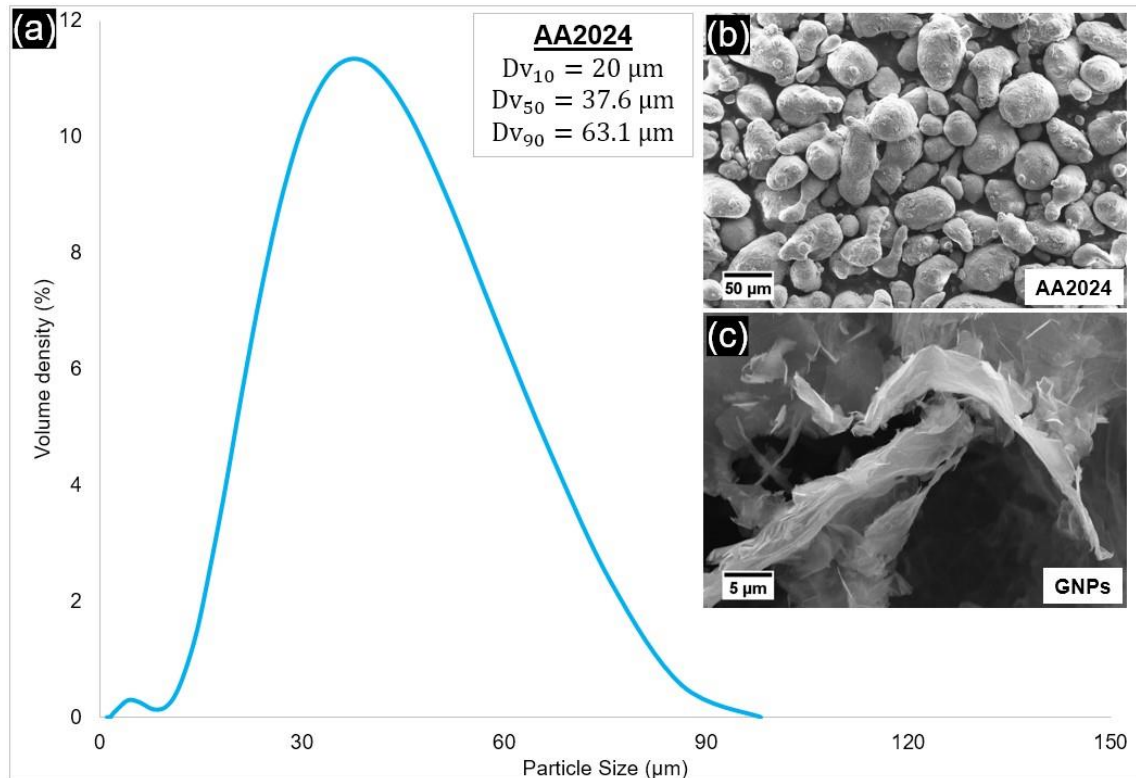 (a)
12
10
8
6
4
2
0
Volume density (%)
0 30 60 90 120 150
Particle Size (µm)
AA2024
Dv₁₀ = 20 µm
Dv₅₀ = 37.6 µm
Dv₉₀ = 63.1 µm
(b)
50 µm
AA2024
(c)
5 µm
GNPs